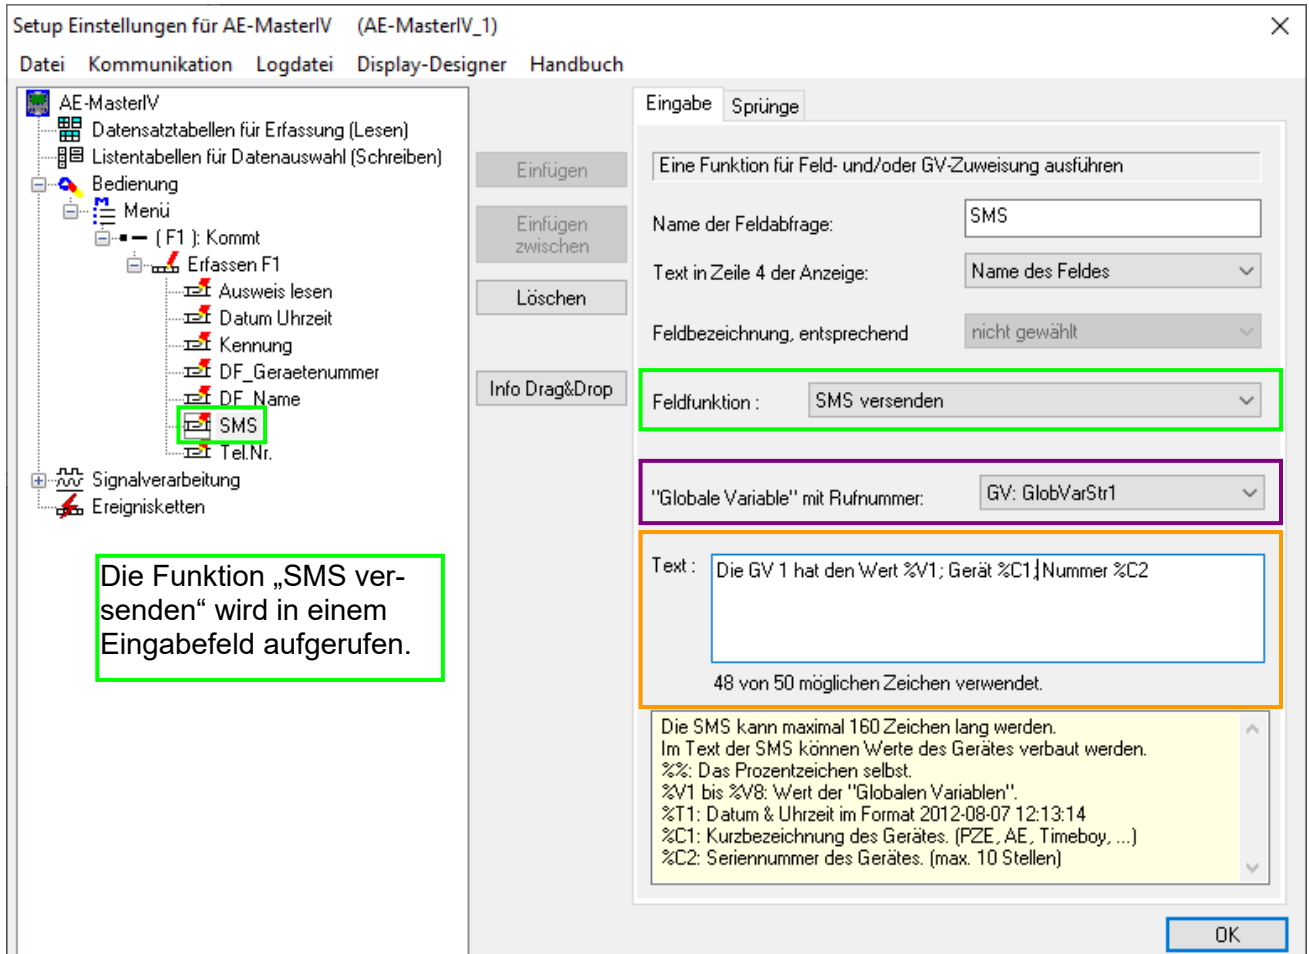 Setup Einstellungen für AE-MasterIV (AE-MasterIV_1)
Datei Kommunikation Logdatei Display-Designer Handbuch
AE-MasterIV
Datensatztabellen für Erfassung (Lesen)
Listentabellen für Datenauswahl (Schreiben)
Bedienung
Menü
( F1 ): Kommt
Erfassen F1
Ausweis lesen
Datum Uhrzeit
Kennung
DF_Geraetenummer
DF_Name
SMS
Tel.Nr.
Signalverarbeitung
Ereignisketten
Die Funktion „SMS ver-
senden“ wird in einem
Eingabefeld aufgerufen.
Einfügen
Einfügen
zwischen
Löschen
Info Drag&Drop
Eingabe Sprünge
Eine Funktion für Feld- und/oder GV-Zuweisung ausführen
Name der Feldabfrage: SMS
Text in Zeile 4 der Anzeige: Name des Feldes
Feldbezeichnung, entsprechend nicht gewählt
Feldfunktion : SMS versenden
"Globale Variable" mit Rufnummer: GV: GlobVarStr1
Text : Die GV 1 hat den Wert %V1; Gerät %C1; Nummer %C2
48 von 50 möglichen Zeichen verwendet.
Die SMS kann maximal 160 Zeichen lang werden.
Im Text der SMS können Werte des Gerätes verbaut werden.
%%: Das Prozentzeichen selbst.
%V1 bis %V8: Wert der "Globalen Variablen".
%T1: Datum & Uhrzeit im Format 2012-08-07 12:13:14
%C1: Kurzbezeichnung des Gerätes. (PZE, AE, Timeboy, ...)
%C2: Seriennummer des Gerätes. (max. 10 Stellen)
OK